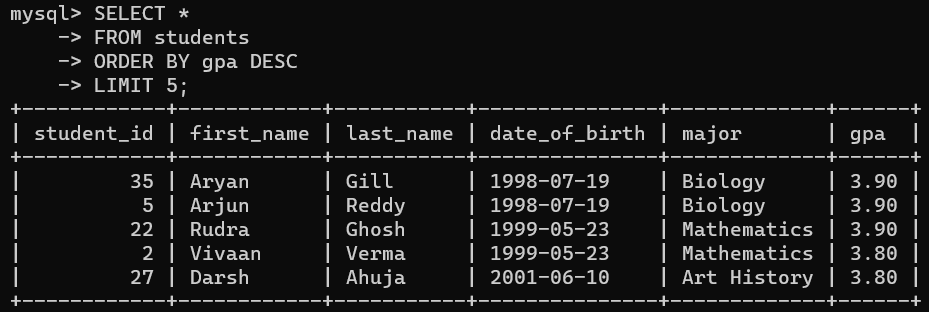 mysql> SELECT *
    -> FROM students
    -> ORDER BY gpa DESC
    -> LIMIT 5;
+------------+------------+-----------+---------------+-------------+------+
| student_id | first_name | last_name | date_of_birth | major       | gpa  |
+------------+------------+-----------+---------------+-------------+------+
|         35 | Aryan      | Gill      | 1998-07-19    | Biology     | 3.90 |
|          5 | Arjun      | Reddy     | 1998-07-19    | Biology     | 3.90 |
|         22 | Rudra      | Ghosh     | 1999-05-23    | Mathematics | 3.90 |
|          2 | Vivaan     | Verma     | 1999-05-23    | Mathematics | 3.80 |
|         27 | Darsh      | Ahuja     | 2001-06-10    | Art History | 3.80 |
+------------+------------+-----------+---------------+-------------+------+